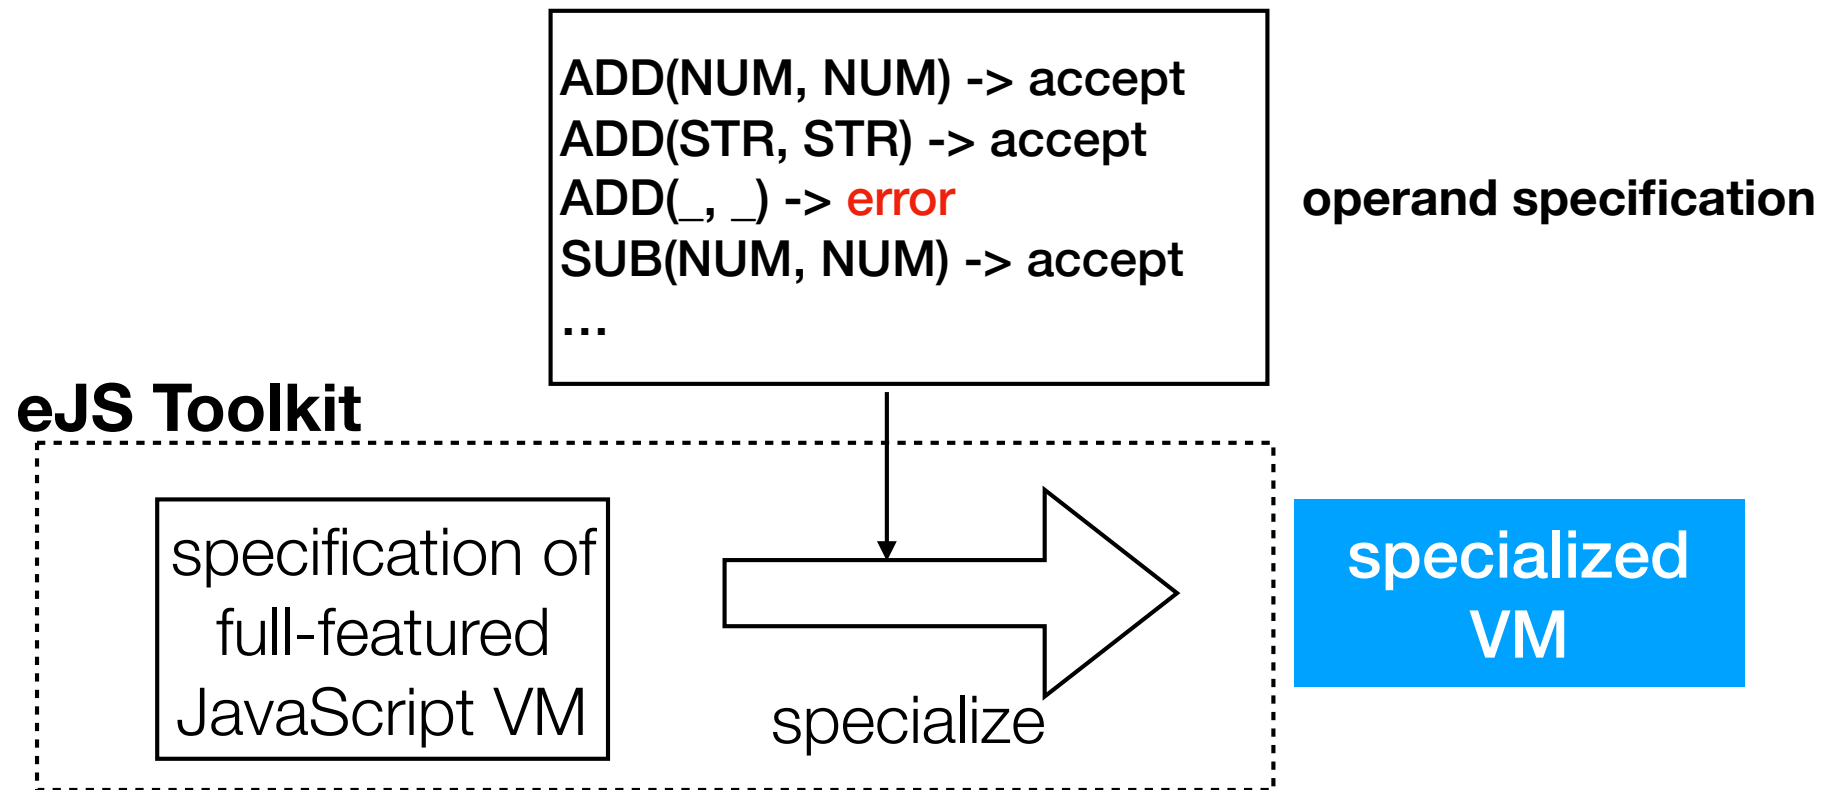 ADD(NUM, NUM) -> accept
ADD(STR, STR) -> accept
ADD(_, _) -> error
SUB(NUM, NUM) -> accept
...
operand specification
eJS Toolkit
specification of
full-featured
JavaScript VM
specialize
specialized
VM